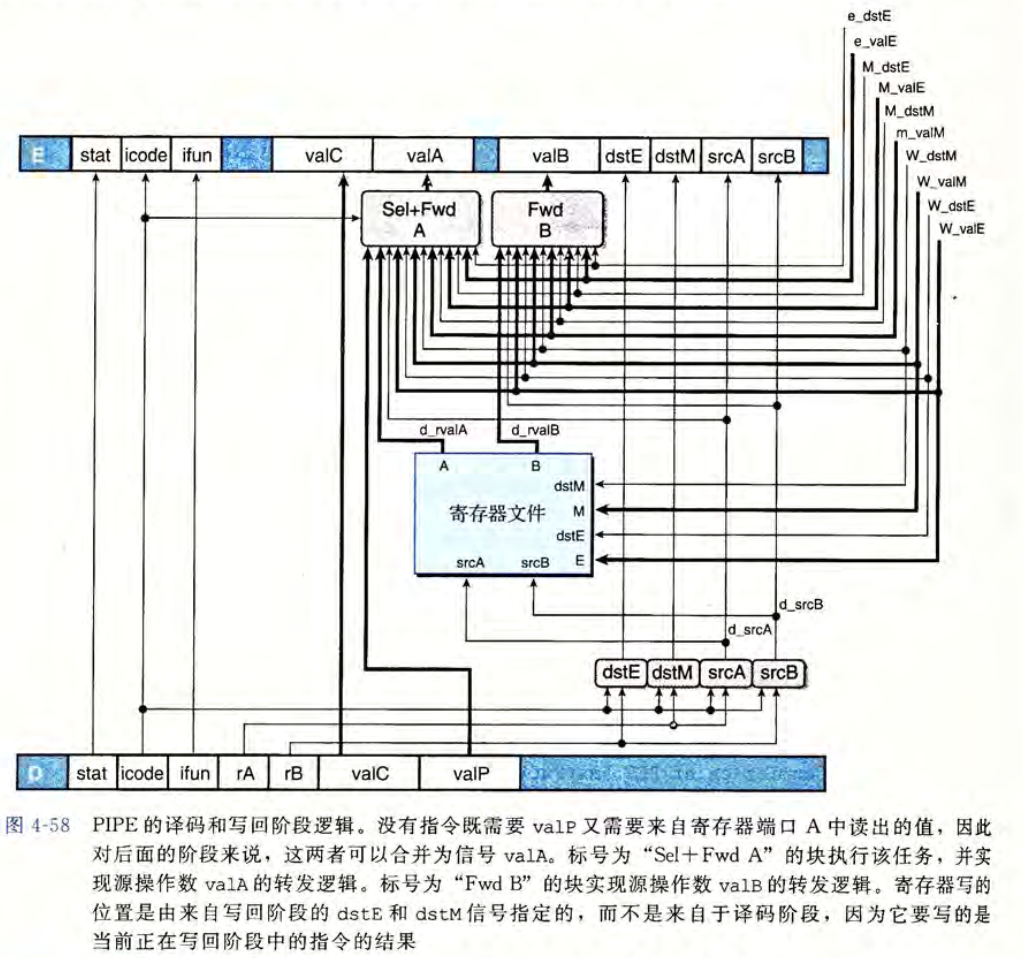 e_dstE
e_valE
M_dstE
M_valE
M_dstM
m_valM
W_dstM
W_valM
W_dstE
W_valE
E stat icode ifun valC valA valB dstE dstM srcA srcB
Sel+Fwd A
Fwd B
d_rvalA d_rvalB
A B
dstM
寄存器文件 M
dstE
srcA srcB E
d_srcB
d_srcA
dstE dstM srcA srcB
D stat icode ifun rA rB valC valP
图 4-58 PIPE 的译码和写回阶段逻辑。没有指令既需要 valP 又需要来自寄存器端口 A 中读出的值，因此
对后面的阶段来说，这两者可以合并为信号 valA。标号为“Sel+Fwd A”的块执行该任务，并实
现源操作数 valA 的转发逻辑。标号为“Fwd B”的块实现源操作数 valB 的转发逻辑。寄存器写的
位置是由来自写回阶段的 dstE 和 dstM 信号指定的，而不是来自于译码阶段，因为它要写的是
当前正在写回阶段中的指令的结果